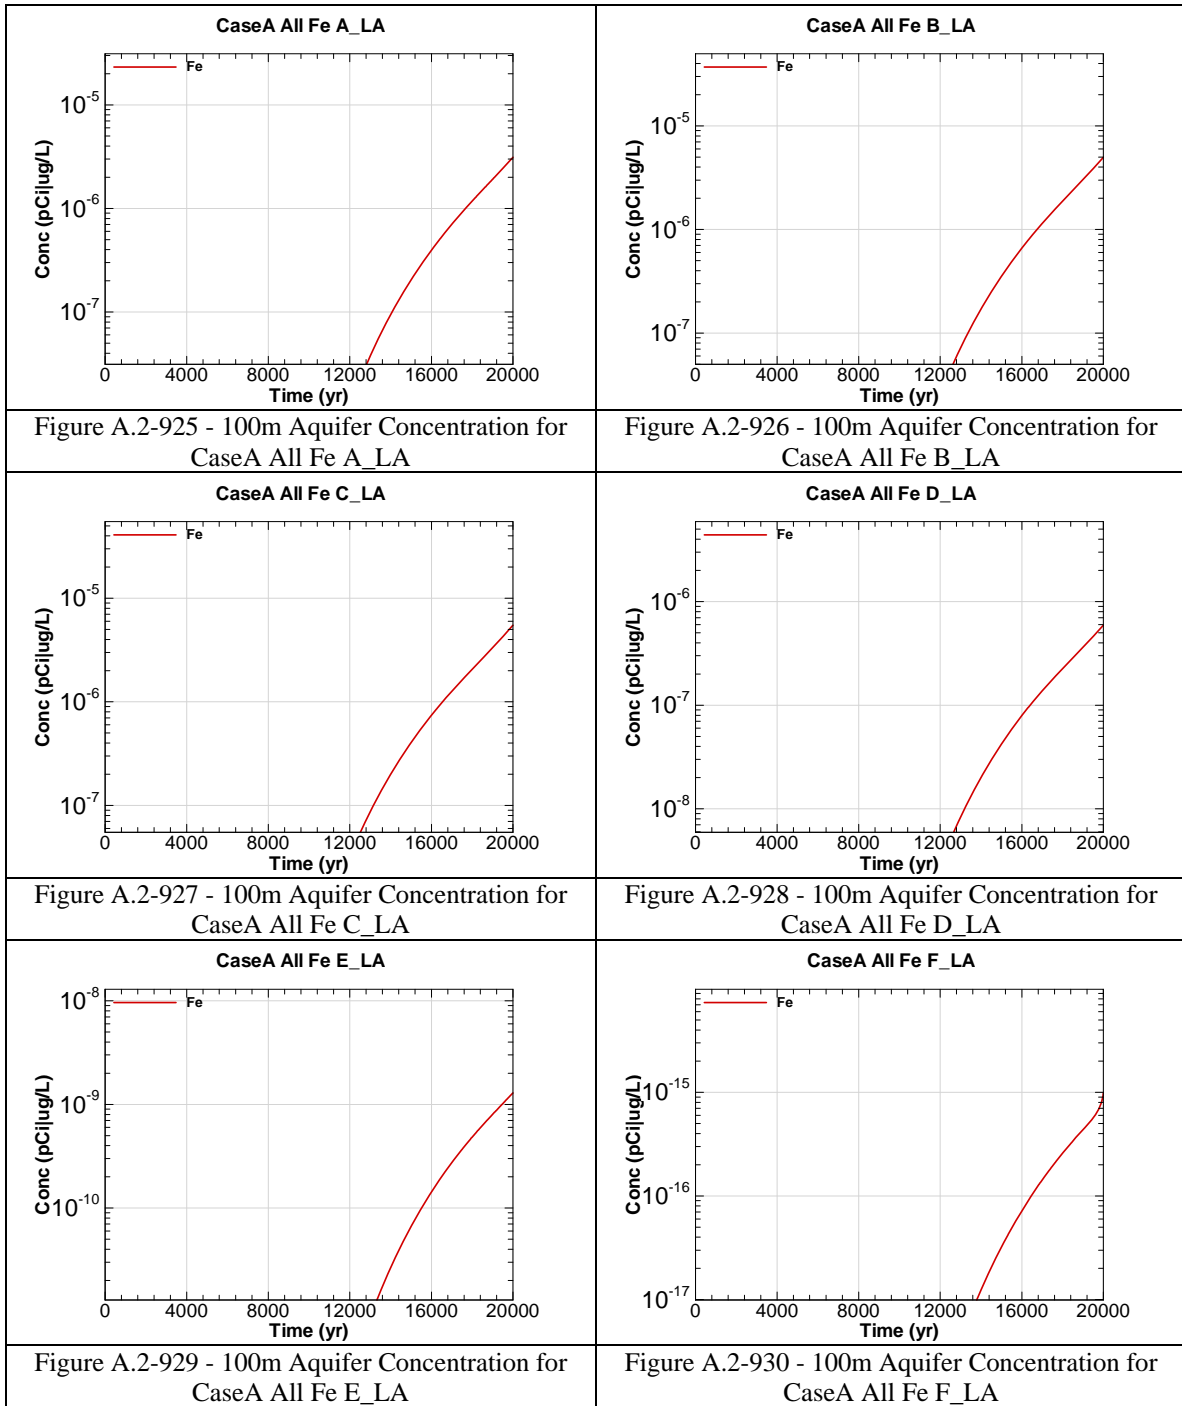 CaseA All Fe A_LA
Fe
10^-5
10^-6
10^-7
Conc (pCi|ug/L)
0 4000 8000 12000 16000 20000
Time (yr)
Figure A.2-925 - 100m Aquifer Concentration for
CaseA All Fe A_LA
CaseA All Fe B_LA
Fe
10^-5
10^-6
10^-7
Conc (pCi|ug/L)
0 4000 8000 12000 16000 20000
Time (yr)
Figure A.2-926 - 100m Aquifer Concentration for
CaseA All Fe B_LA
CaseA All Fe C_LA
Fe
10^-5
10^-6
10^-7
Conc (pCi|ug/L)
0 4000 8000 12000 16000 20000
Time (yr)
Figure A.2-927 - 100m Aquifer Concentration for
CaseA All Fe C_LA
CaseA All Fe D_LA
Fe
10^-6
10^-7
10^-8
Conc (pCi|ug/L)
0 4000 8000 12000 16000 20000
Time (yr)
Figure A.2-928 - 100m Aquifer Concentration for
CaseA All Fe D_LA
CaseA All Fe E_LA
Fe
10^-8
10^-9
10^-10
Conc (pCi|ug/L)
0 4000 8000 12000 16000 20000
Time (yr)
Figure A.2-929 - 100m Aquifer Concentration for
CaseA All Fe E_LA
CaseA All Fe F_LA
Fe
10^-15
10^-16
10^-17
Conc (pCi|ug/L)
0 4000 8000 12000 16000 20000
Time (yr)
Figure A.2-930 - 100m Aquifer Concentration for
CaseA All Fe F_LA